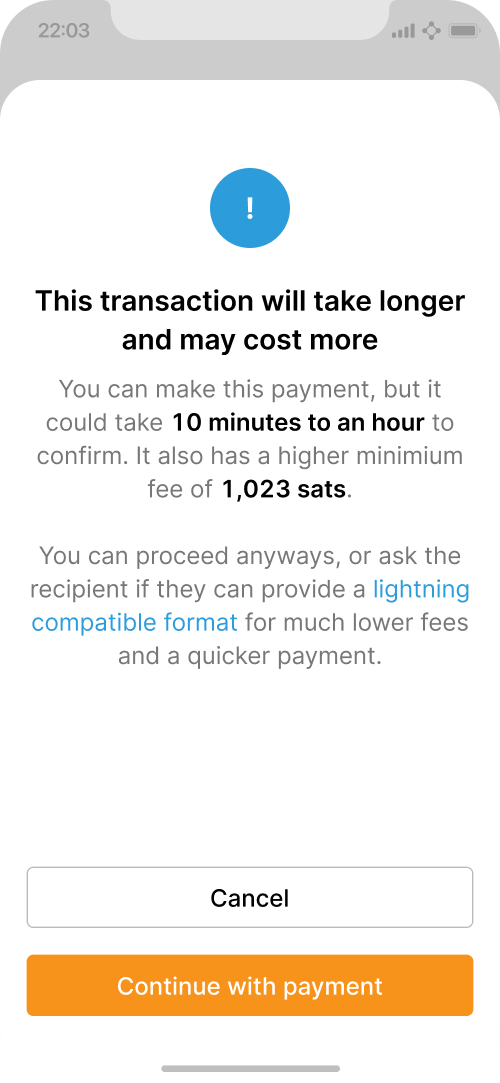 22:03
!
This transaction will take longer
and may cost more
You can make this payment, but it
could take 10 minutes to an hour to
confirm. It also has a higher minimium
fee of 1,023 sats.
You can proceed anyways, or ask the
recipient if they can provide a lightning
compatible format for much lower fees
and a quicker payment.
Cancel
Continue with payment